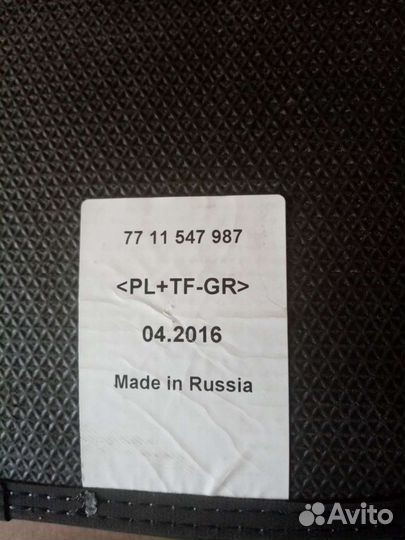 77 11 547 987
<PL+TF-GR>
04.2016
Made in Russia
Avito